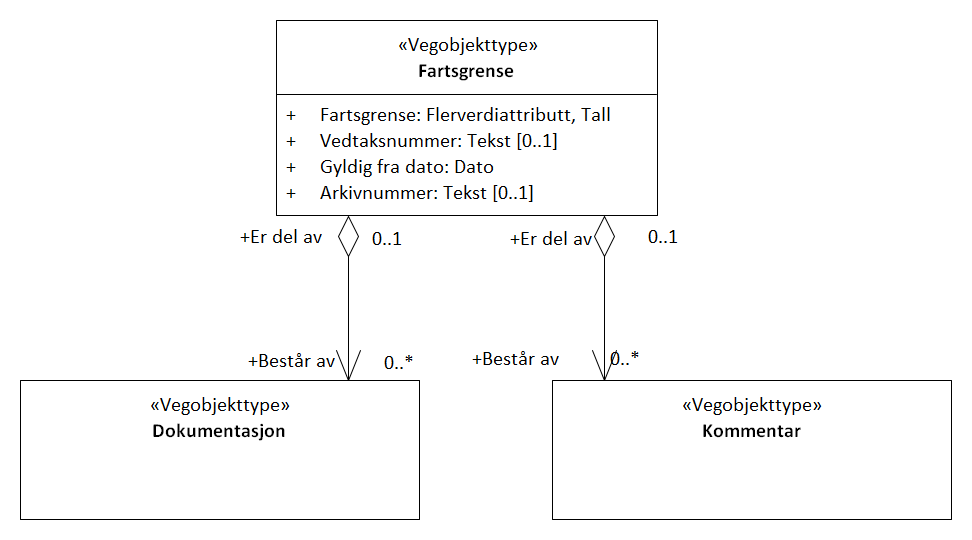 «Vegobjekttype»
Fartsgrense
+ Fartsgrense: Flerverdiattributt, Tall
+ Vedtaksnummer: Tekst [0..1]
+ Gyldig fra dato: Dato
+ Arkivnummer: Tekst [0..1]
+Er del av 0..1 +Er del av 0..1
+Består av 0..* +Består av 0..*
«Vegobjekttype» «Vegobjekttype»
Dokumentasjon Kommentar